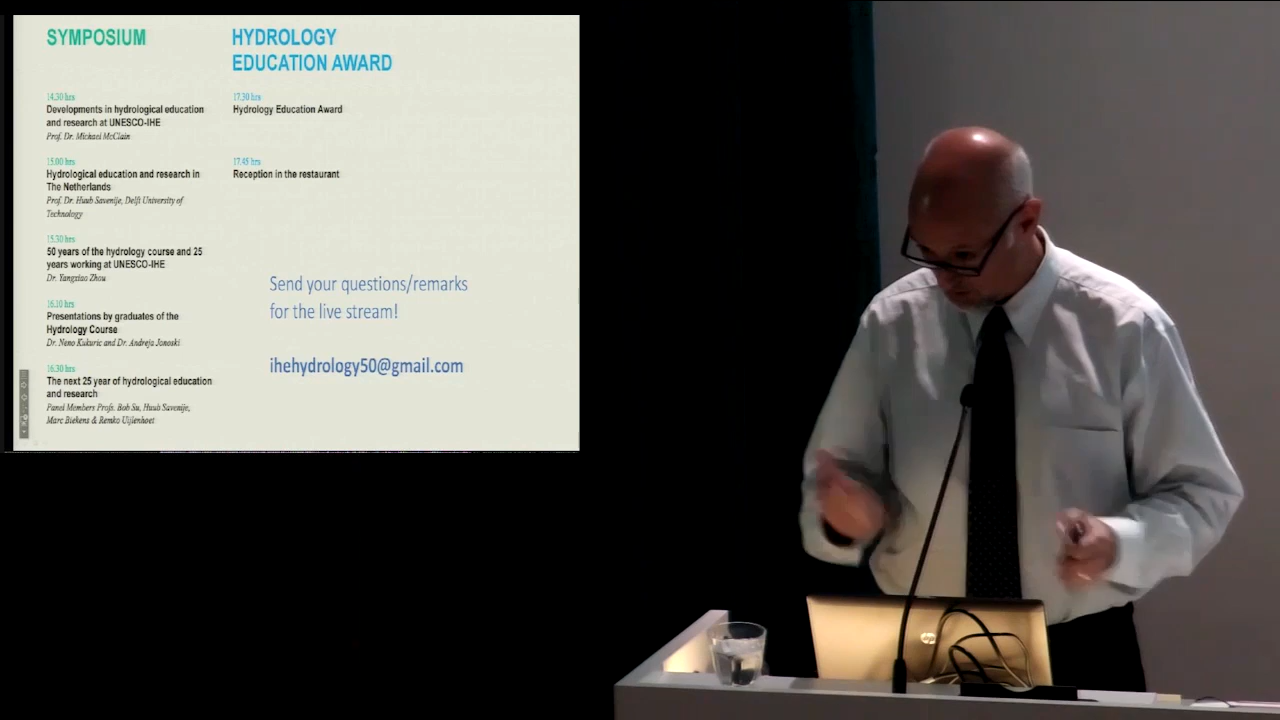 SYMPOSIUM
14.30 hrs
Developments in hydrological education
and research at UNESCO-IHE
Prof. Dr. Michael McClain
15.00 hrs
Hydrological education and research in
The Netherlands
Prof. Dr. Huub Savenije, Delft University of
Technology
15.30 hrs
50 years of the hydrology course and 25
years working at UNESCO-IHE
Dr. Yangxiao Zhou
16.10 hrs
Presentations by graduates of the
Hydrology Course
Dr. Neno Kukuric and Dr. Andreja Jonoski
16.30 hrs
The next 25 year of hydrological education
and research
Panel Members Profs. Bob Su, Huub Savenije,
Marc Biekens & Remko Uijlenhoet
HYDROLOGY
EDUCATION AWARD
17.30 hrs
Hydrology Education Award
17.45 hrs
Reception in the restaurant
Send your questions/remarks
for the live stream!
ihehydrology50@gmail.com
hp